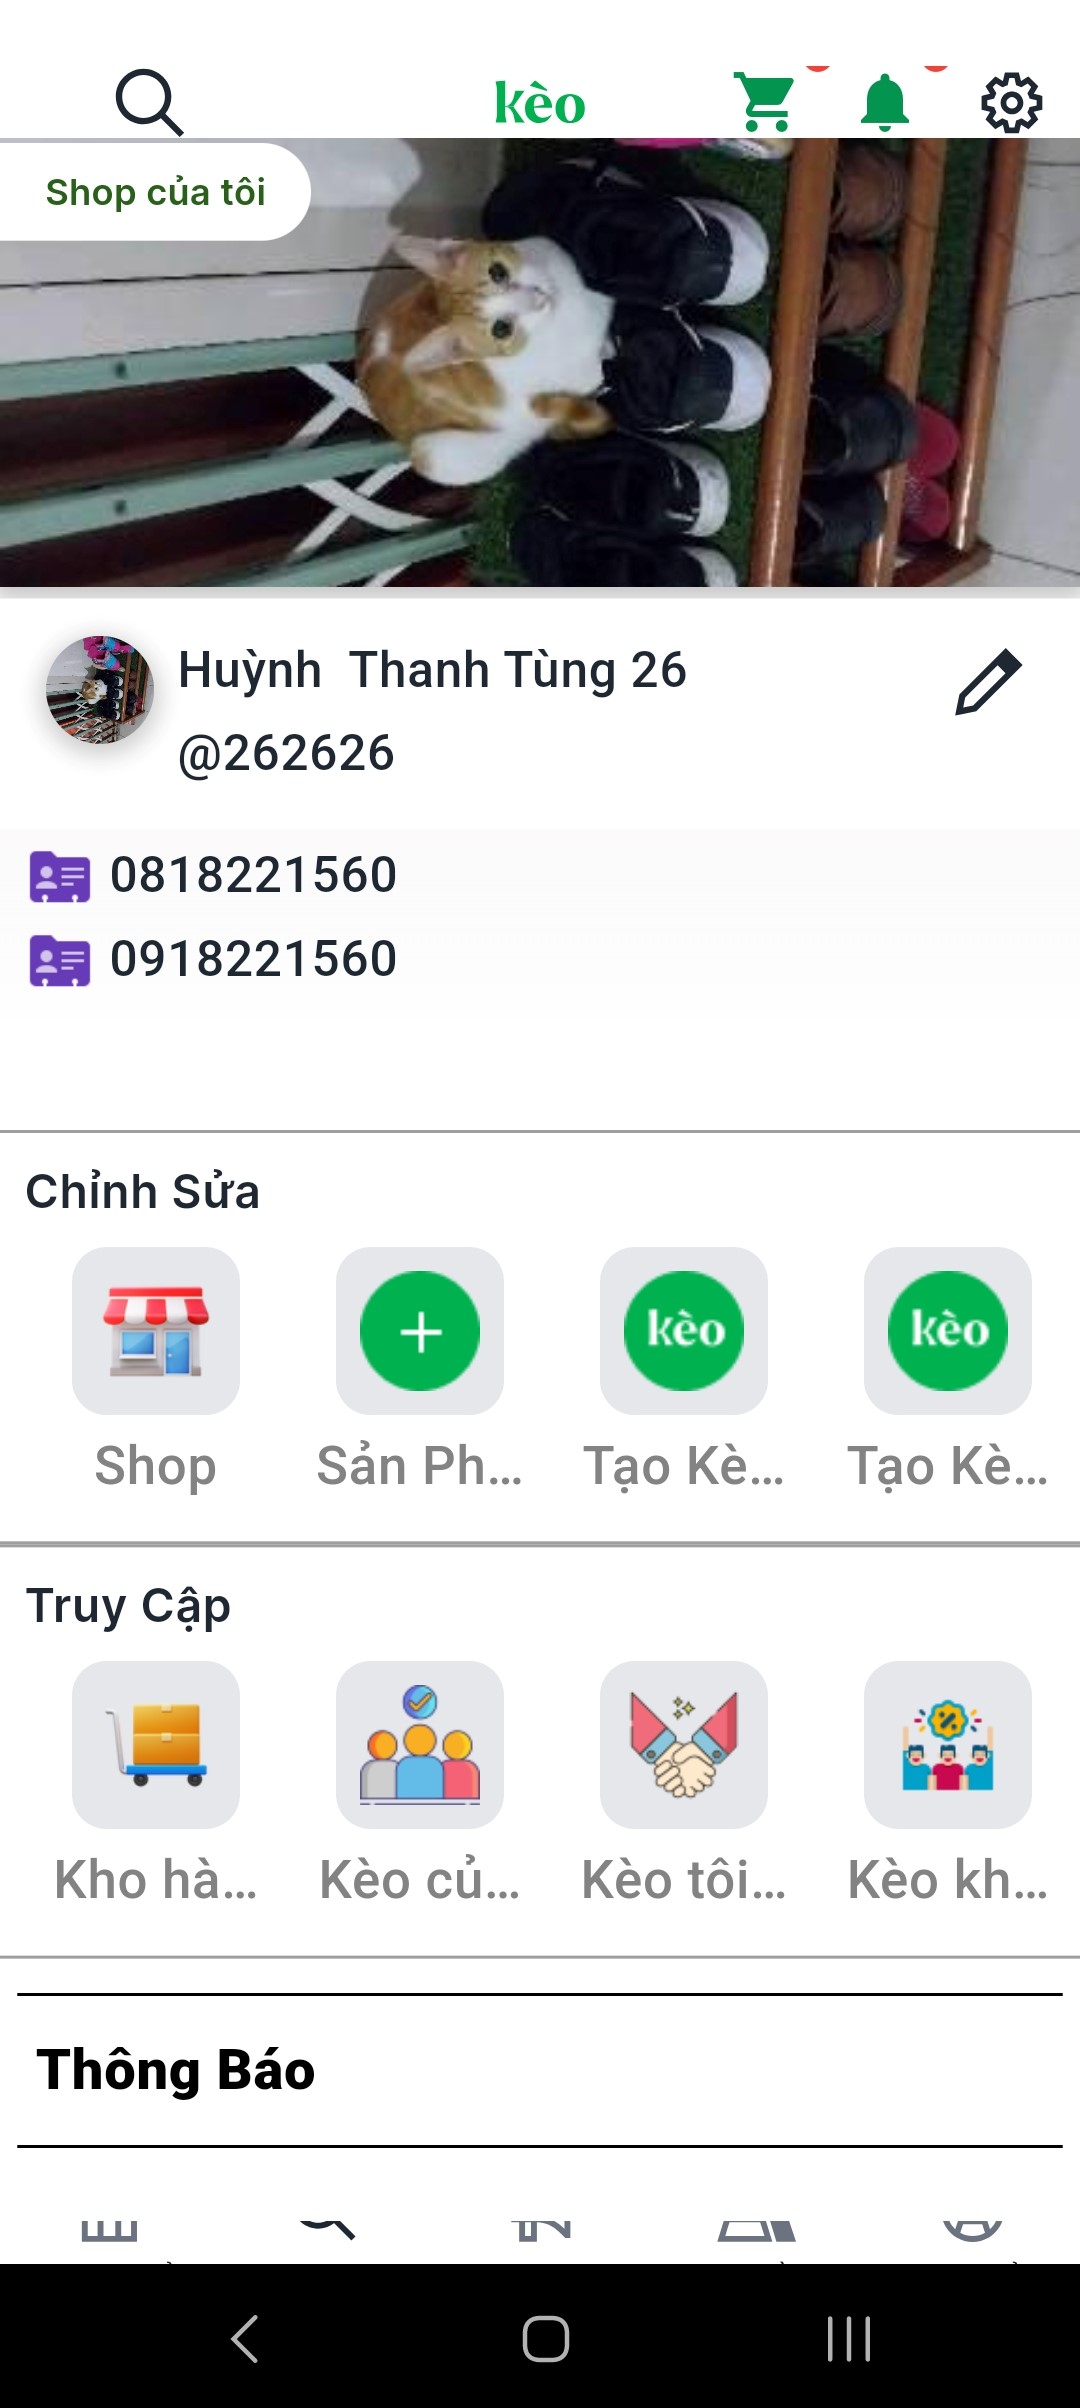 kèo
Shop của tôi
Huỳnh  Thanh Tùng 26
@262626
0818221560
0918221560
Chỉnh Sửa
kèo
kèo
Shop
Sản Ph...
Tạo Kè...
Tạo Kè...
Truy Cập
Kho hà...
Kèo củ...
Kèo tôi...
Kèo kh...
Thông Báo